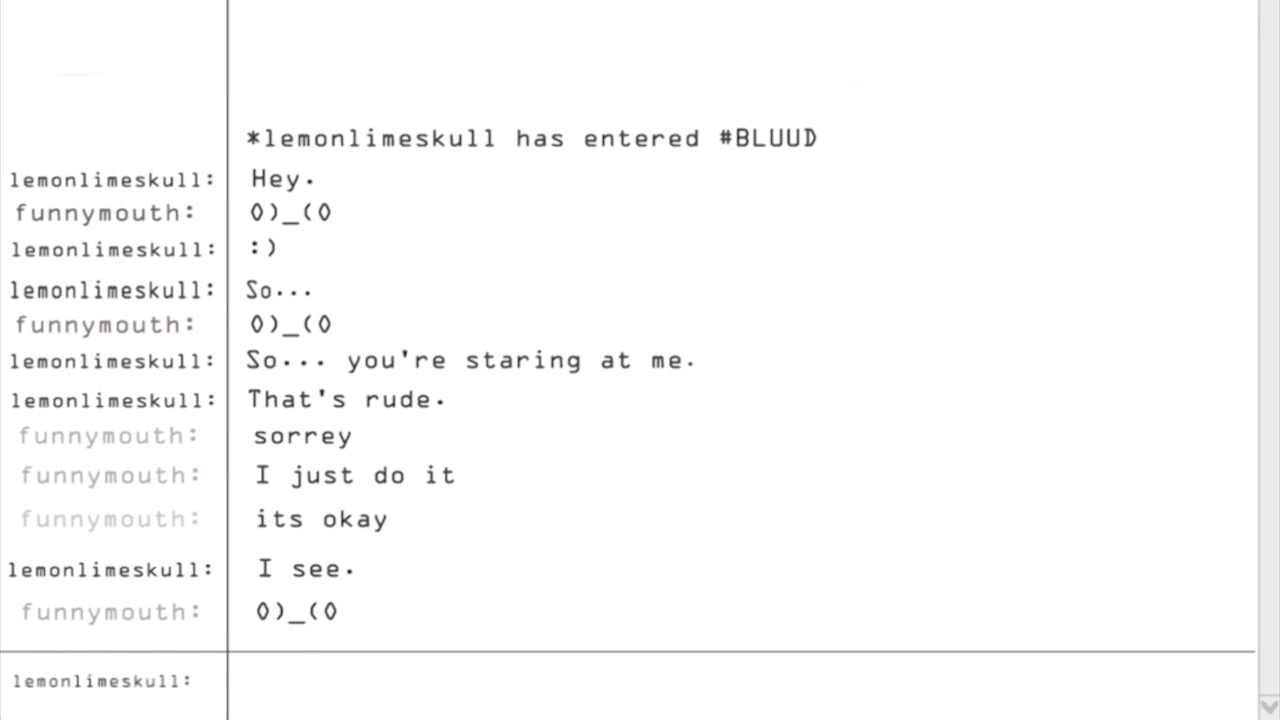 *lemonlimeskull has entered #BLUUD
lemonlimeskull: Hey.
funnymouth: 0)_(0
lemonlimeskull: :)
lemonlimeskull: So...
funnymouth: 0)_(0
lemonlimeskull: So... you're staring at me.
lemonlimeskull: That's rude.
funnymouth: sorrey
funnymouth: I just do it
funnymouth: its okay
lemonlimeskull: I see.
funnymouth: 0)_(0
lemonlimeskull: